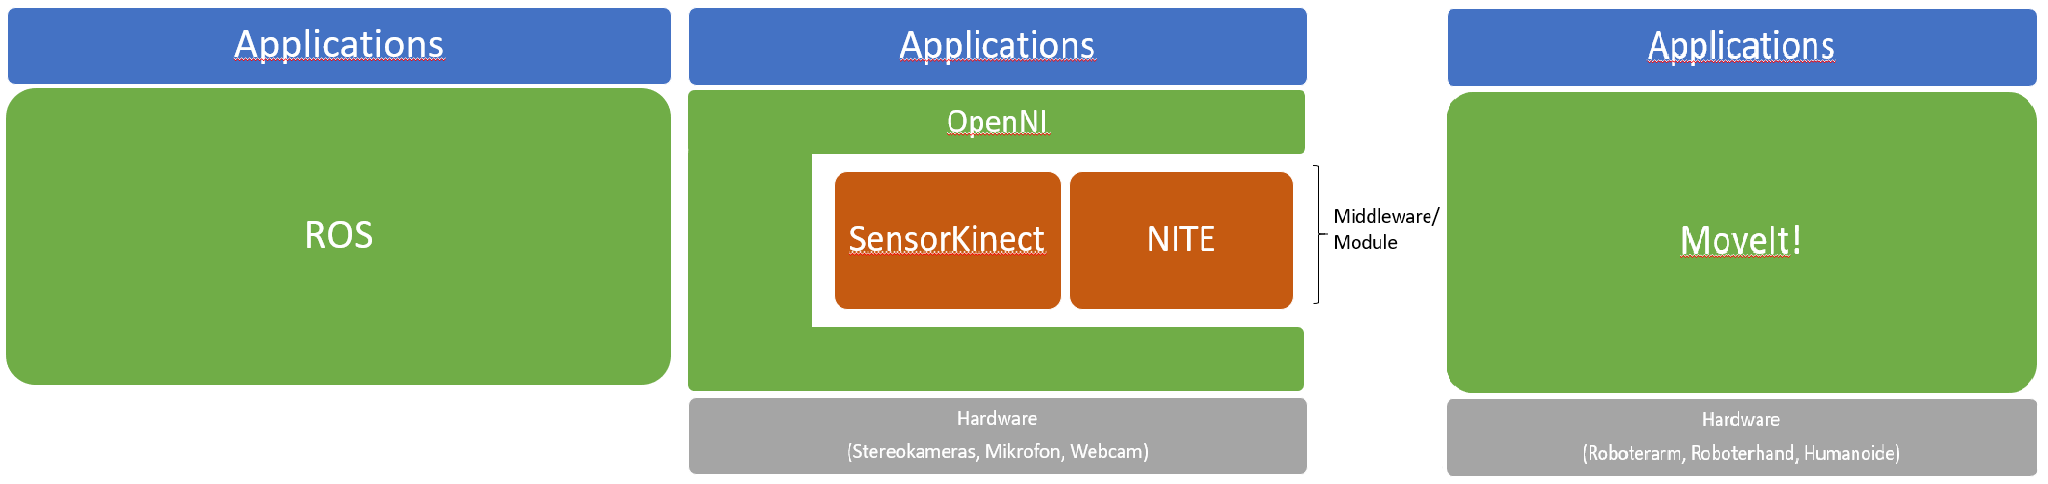 Applications
ROS
Applications
OpenNI
SensorKinect
NITE
Middleware/
Module
Hardware
(Stereokameras, Mikrofon, Webcam)
Applications
MoveIt!
Hardware
(Roboterarm, Roboterhand, Humanoide)